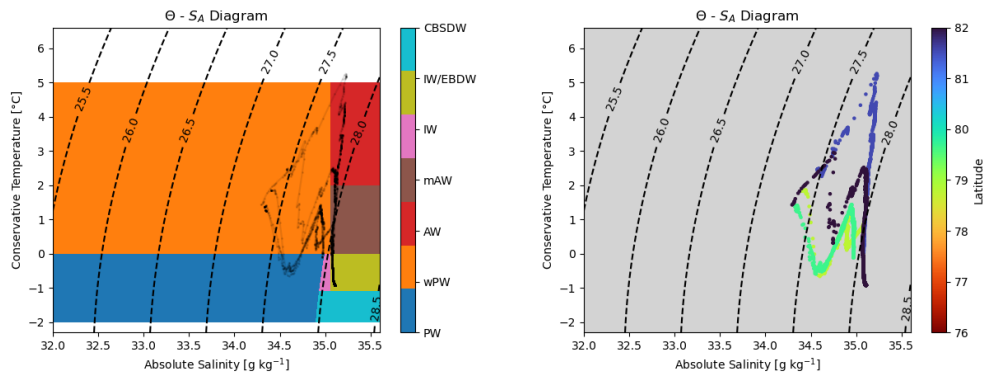 Θ - S_A Diagram
Conservative Temperature [°C]
6
5
4
3
2
1
0
−1
−2
25.5
26.0
26.5
27.0
27.5
28.0
28.5
32.0 32.5 33.0 33.5 34.0 34.5 35.0 35.5
Absolute Salinity [g kg⁻¹]
CBSDW
IW/EBDW
IW
mAW
AW
wPW
PW
Θ - S_A Diagram
Conservative Temperature [°C]
6
5
4
3
2
1
0
−1
−2
25.5
26.0
26.5
27.0
27.5
28.0
28.5
32.0 32.5 33.0 33.5 34.0 34.5 35.0 35.5
Absolute Salinity [g kg⁻¹]
82
81
80
79
78
77
76
Latitude